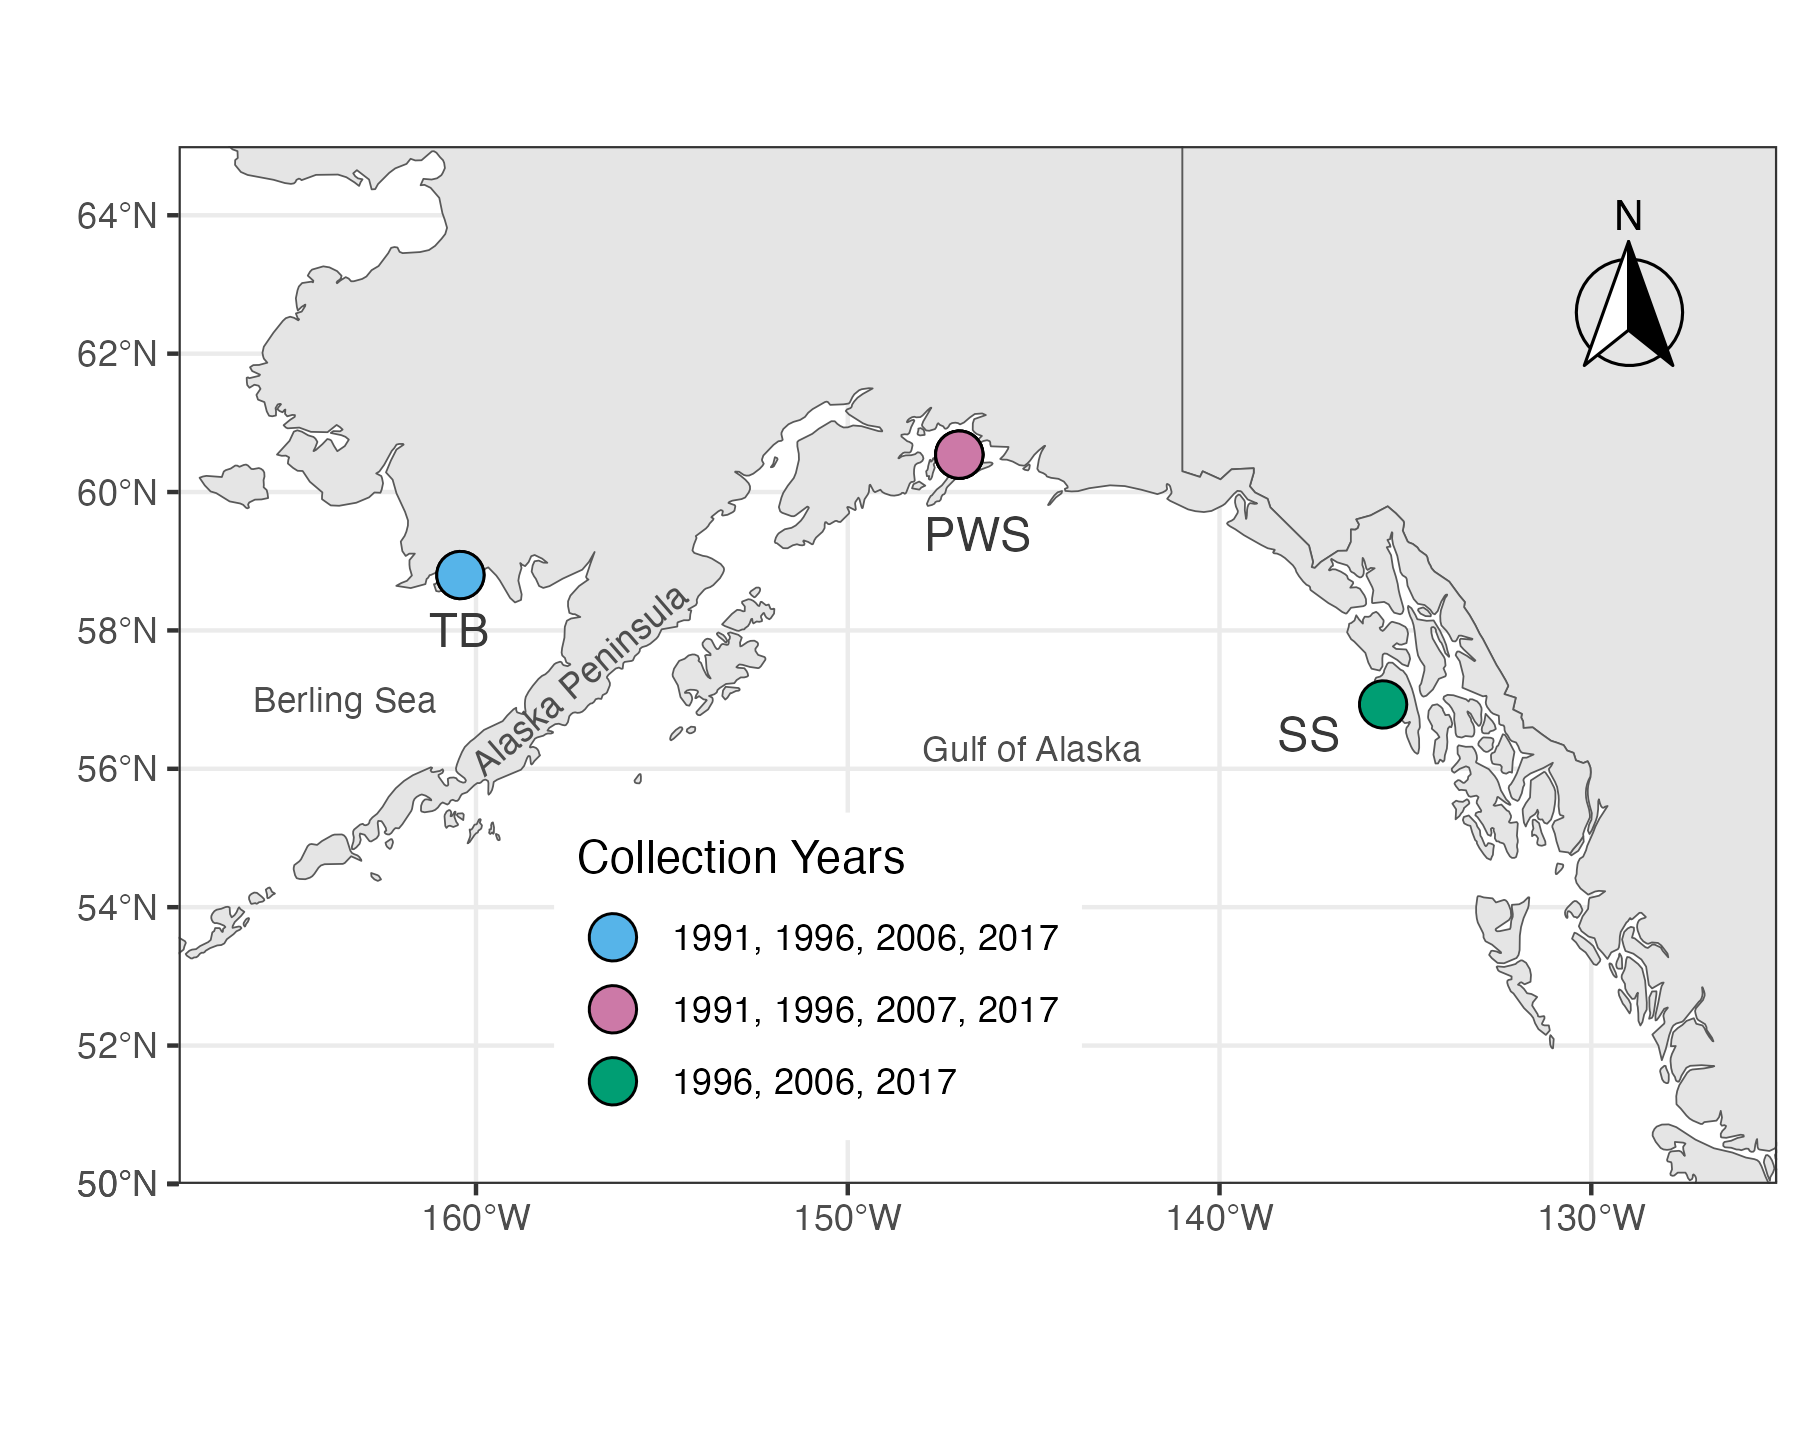 N
64°N
62°N
60°N
58°N
56°N
54°N
52°N
50°N
PWS
TB
Alaska Peninsula
Berling Sea
SS
Gulf of Alaska
Collection Years
1991, 1996, 2006, 2017
1991, 1996, 2007, 2017
1996, 2006, 2017
160°W
150°W
140°W
130°W